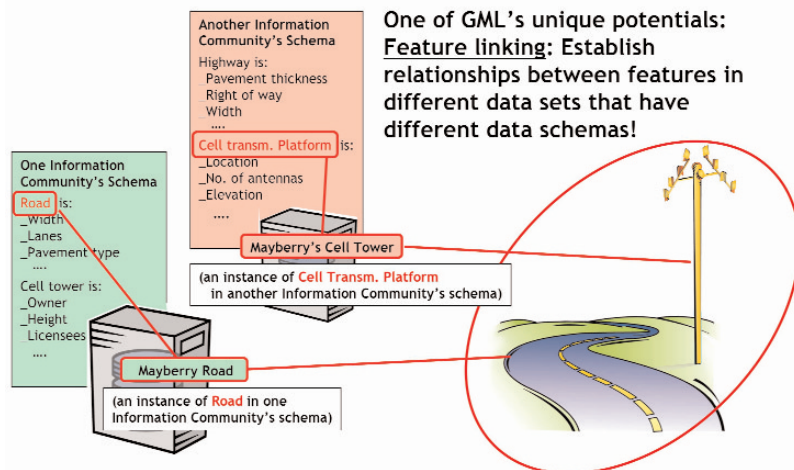 One of GML's unique potentials:
Feature linking: Establish
relationships between features in
different data sets that have
different data schemas!
Another Information
Community's Schema
Highway is:
_Pavement thickness
_Right of way
_Width
....
Cell transm. Platform is:
_Location
_No. of antennas
_Elevation
....
One Information
Community's Schema
Road is:
_Width
_Lanes
_Pavement type
....
Cell tower is:
_Owner
_Height
_Licensees
....
Mayberry's Cell Tower
(an instance of Cell Transm. Platform
in another Information Community's schema)
Mayberry Road
(an instance of Road in one
Information Community's schema)